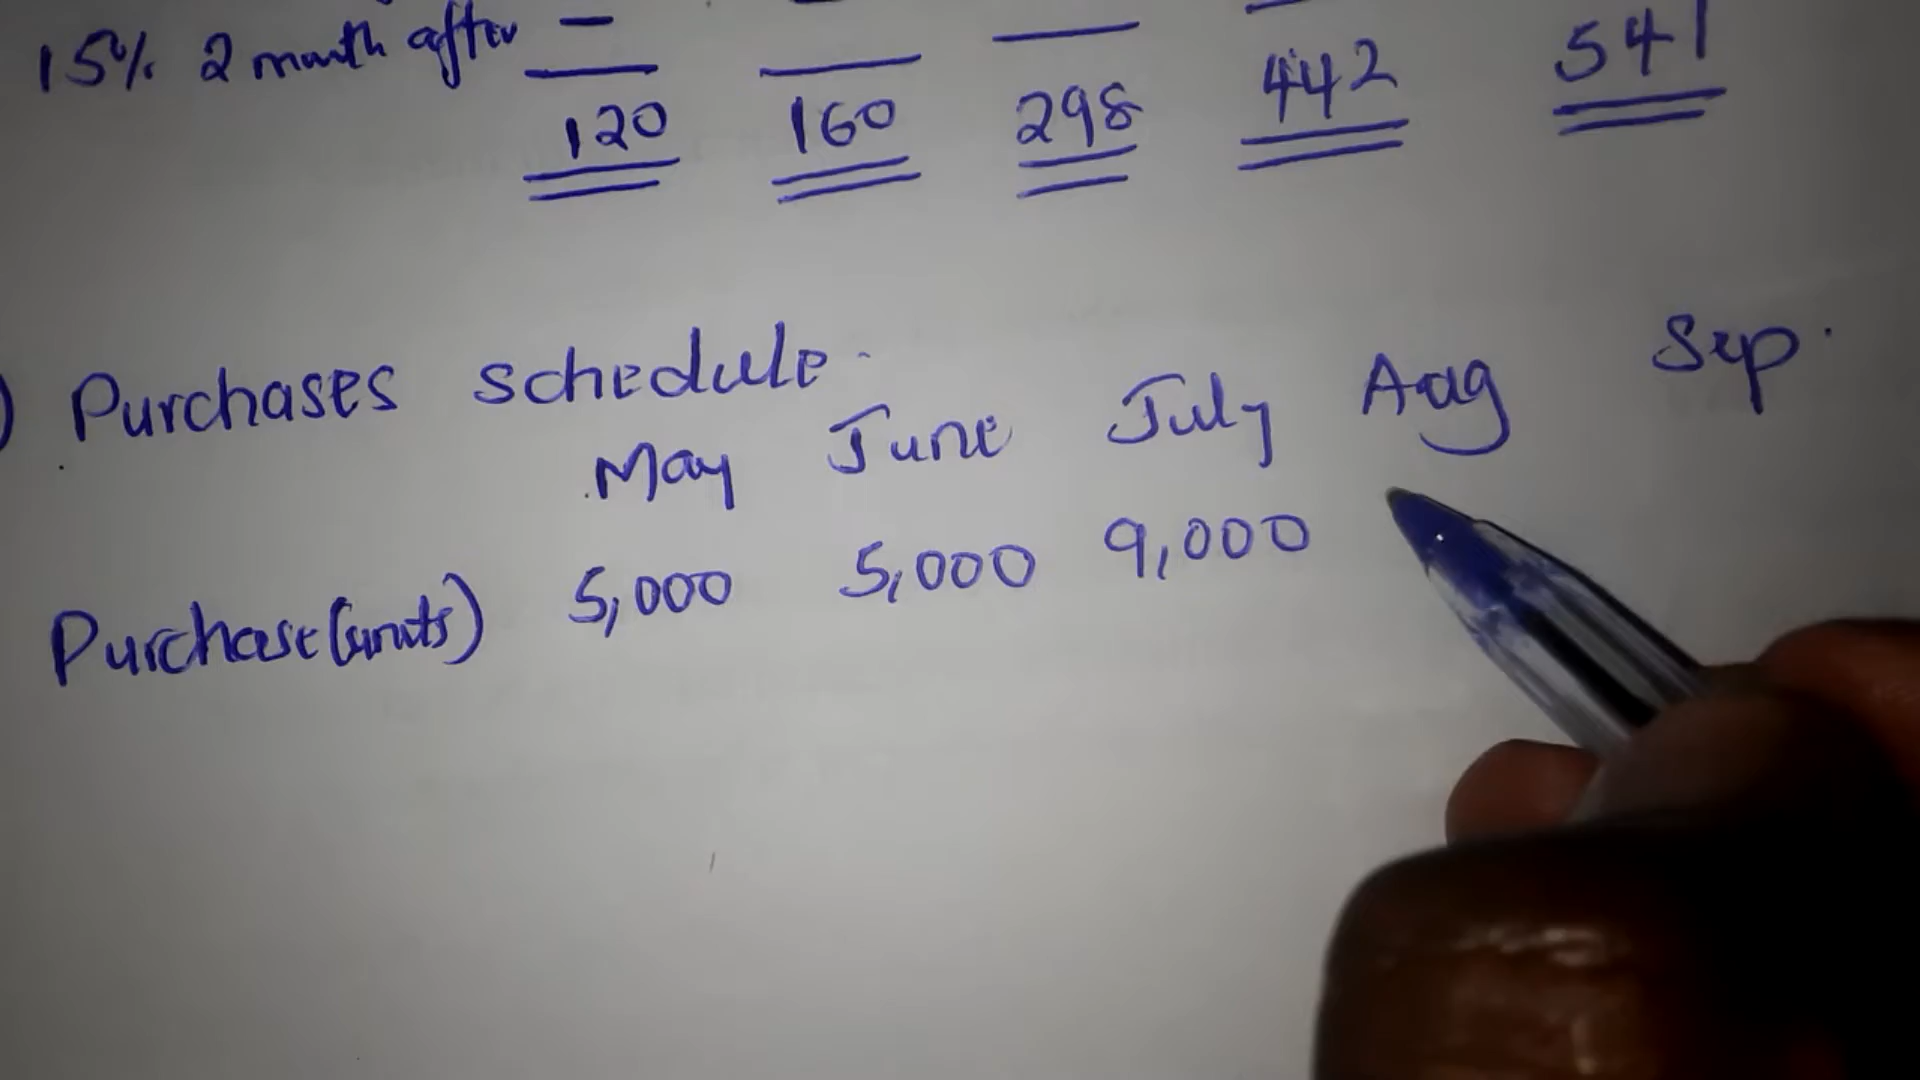 15% 2 month after –
120 160 298 442 541
) Purchases schedule.
May June July Aug Sep.
Purchase (units) 5,000 5,000 9,000